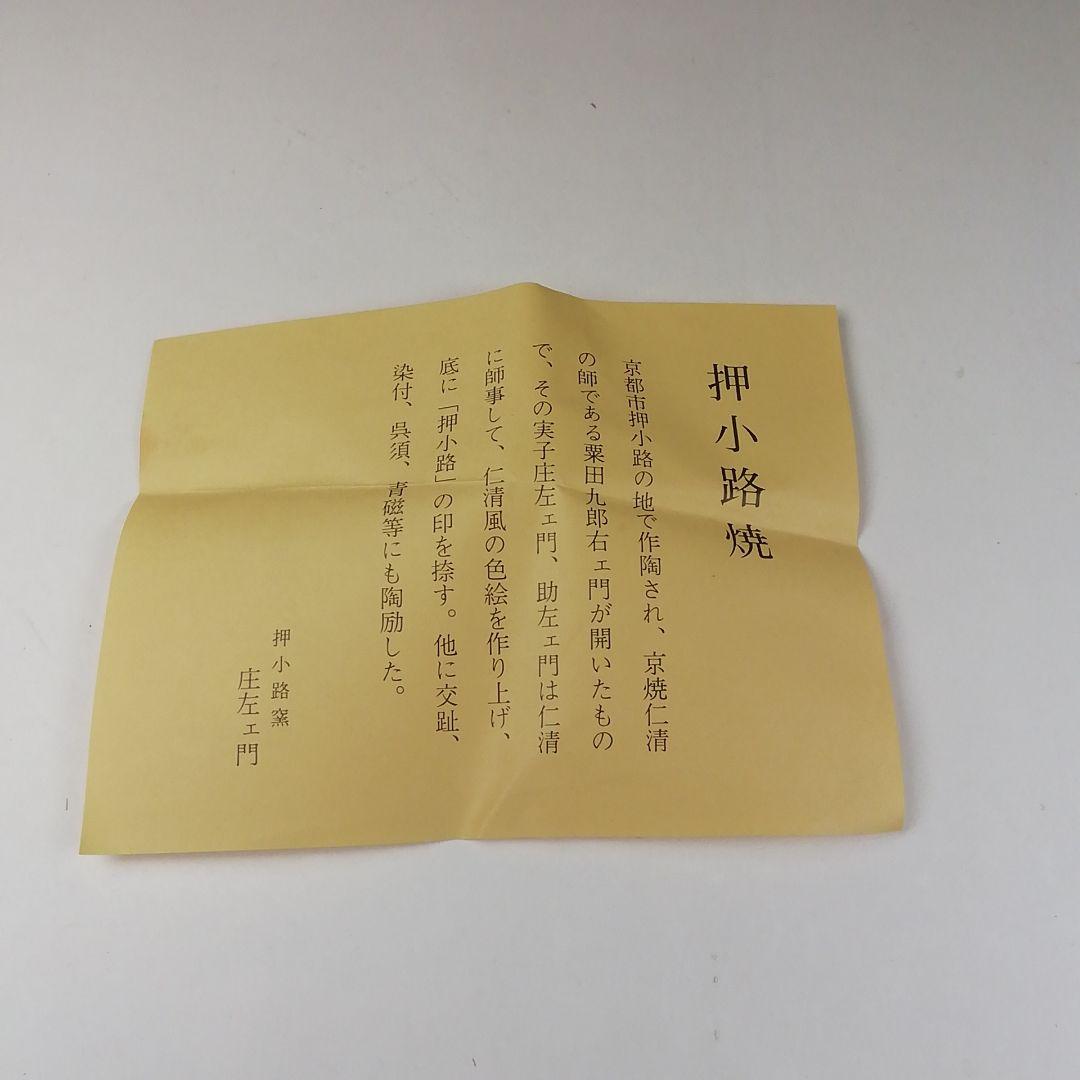 押小路焼
京都市押小路の地で作陶され、京焼仁清
の師である粟田九郎右ェ門が開いたもの
で、その実子庄左ェ門、助左ェ門は仁清
に師事して、仁清風の色絵を作り上げ、
底に「押小路」の印を捺す。他に交趾、
染付、呉須、青磁等にも陶励した。
押小路窯
庄左ェ門